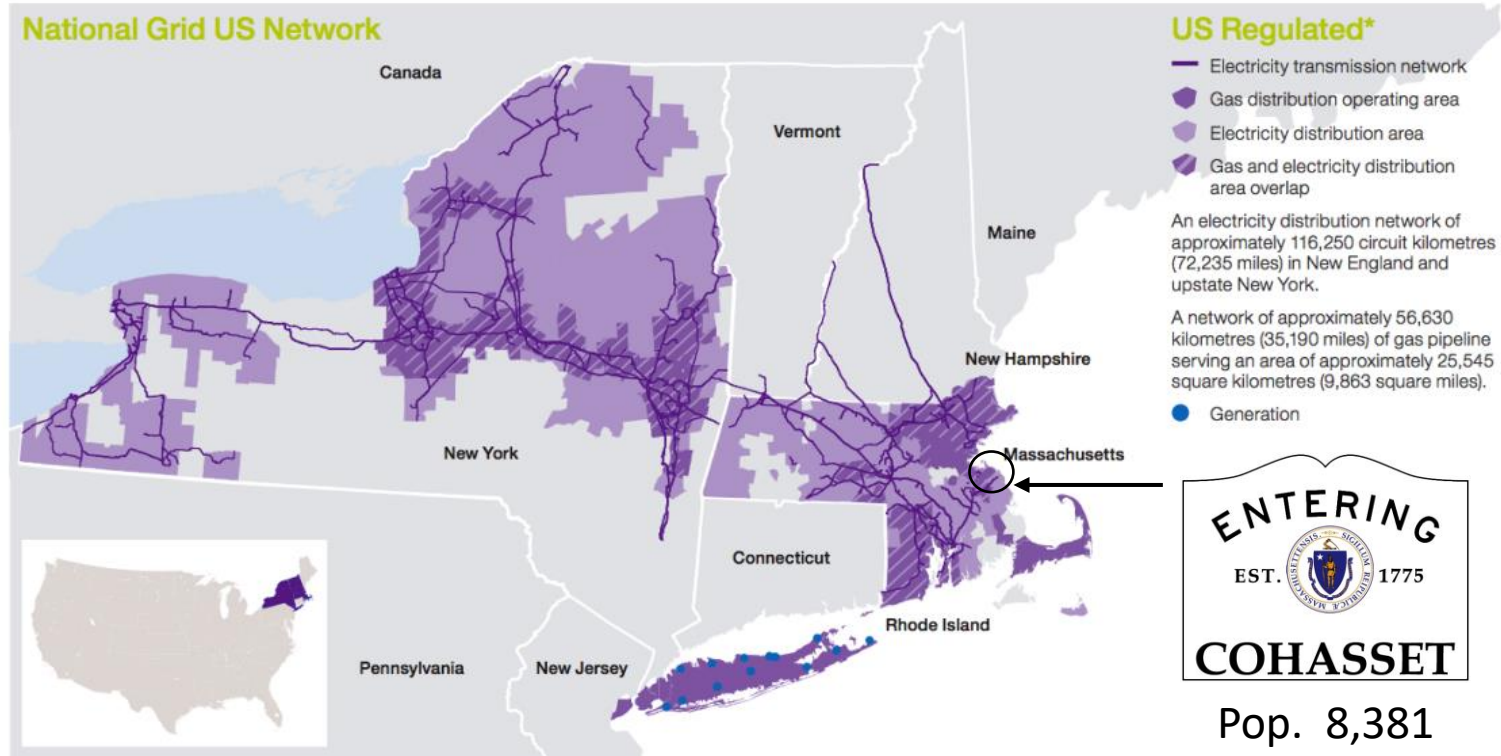 National Grid US Network
US Regulated*
Electricity transmission network
Gas distribution operating area
Electricity distribution area
Gas and electricity distribution
area overlap
An electricity distribution network of
approximately 116,250 circuit kilometres
(72,235 miles) in New England and
upstate New York.
A network of approximately 56,630
kilometres (35,190 miles) of gas pipeline
serving an area of approximately 25,545
square kilometres (9,863 square miles).
Generation
Canada
Vermont
Maine
New Hampshire
New York
Massachusetts
Connecticut
Rhode Island
Pennsylvania
New Jersey
ENTERING
EST. 1775
COHASSET
Pop. 8,381